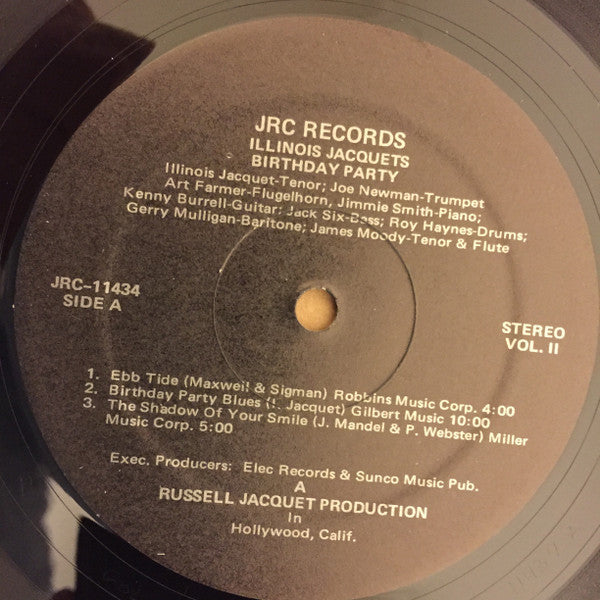 JRC RECORDS
ILLINOIS JACQUETS
BIRTHDAY PARTY
Illinois Jacquet-Tenor; Joe Newman-Trumpet
Art Farmer-Flugelhorn, Jimmie Smith-Piano;
Kenny Burrell-Guitar; Jack Six-Bass; Roy Haynes-Drums;
Gerry Mulligan-Baritone; James Moody-Tenor & Flute
JRC-11434
SIDE A
STEREO
VOL. II
1. Ebb Tide (Maxwell & Sigman) Robbins Music Corp. 4:00
2. Birthday Party Blues (I. Jacquet) Gilbert Music 10:00
3. The Shadow Of Your Smile (J. Mandel & P. Webster) Miller
Music Corp. 5:00
Exec. Producers: Elec Records & Sunco Music Pub.
A
RUSSELL JACQUET PRODUCTION
In
Hollywood, Calif.